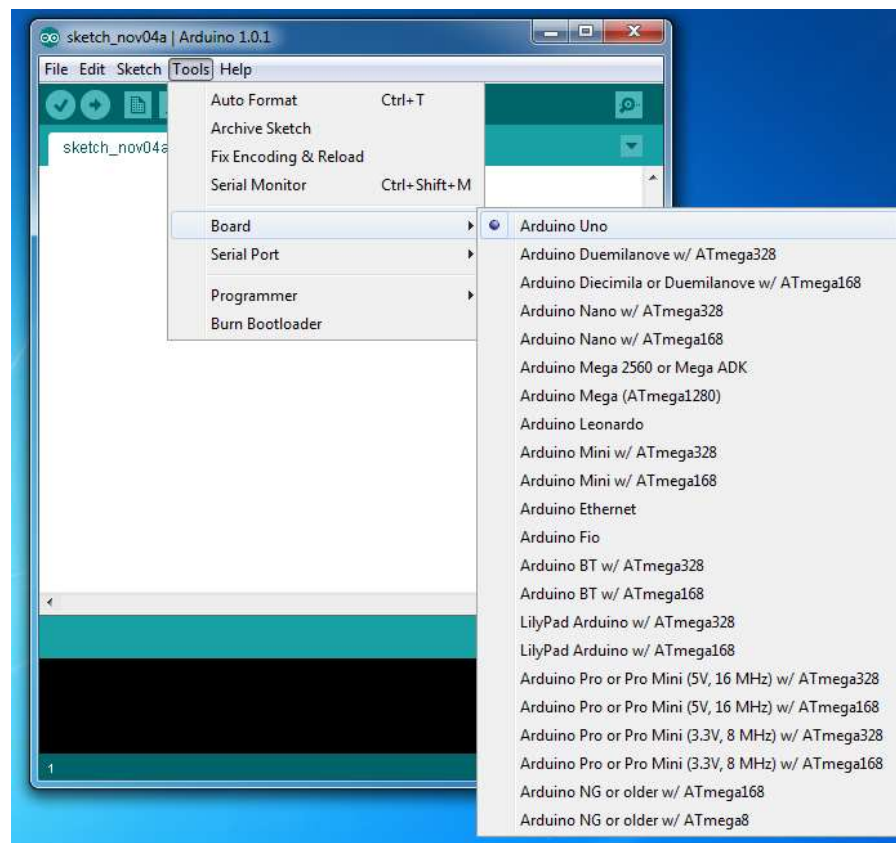 sketch_nov04a | Arduino 1.0.1
File Edit Sketch Tools Help
sketch_nov04a
Auto Format Ctrl+T
Archive Sketch
Fix Encoding & Reload
Serial Monitor Ctrl+Shift+M
Board
Serial Port
Programmer
Burn Bootloader
Arduino Uno
Arduino Duemilanove w/ ATmega328
Arduino Diecimila or Duemilanove w/ ATmega168
Arduino Nano w/ ATmega328
Arduino Nano w/ ATmega168
Arduino Mega 2560 or Mega ADK
Arduino Mega (ATmega1280)
Arduino Leonardo
Arduino Mini w/ ATmega328
Arduino Mini w/ ATmega168
Arduino Ethernet
Arduino Fio
Arduino BT w/ ATmega328
Arduino BT w/ ATmega168
LilyPad Arduino w/ ATmega328
LilyPad Arduino w/ ATmega168
Arduino Pro or Pro Mini (5V, 16 MHz) w/ ATmega328
Arduino Pro or Pro Mini (5V, 16 MHz) w/ ATmega168
Arduino Pro or Pro Mini (3.3V, 8 MHz) w/ ATmega328
Arduino Pro or Pro Mini (3.3V, 8 MHz) w/ ATmega168
Arduino NG or older w/ ATmega168
Arduino NG or older w/ ATmega8
1